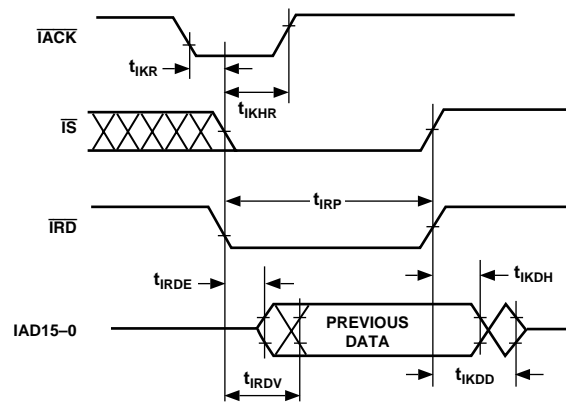 IACK
tIKR
tIKHR
IS
tIRP
IRD
tIRDE
tIKDH
IAD15–0
PREVIOUS
DATA
tIKDD
tIRDV